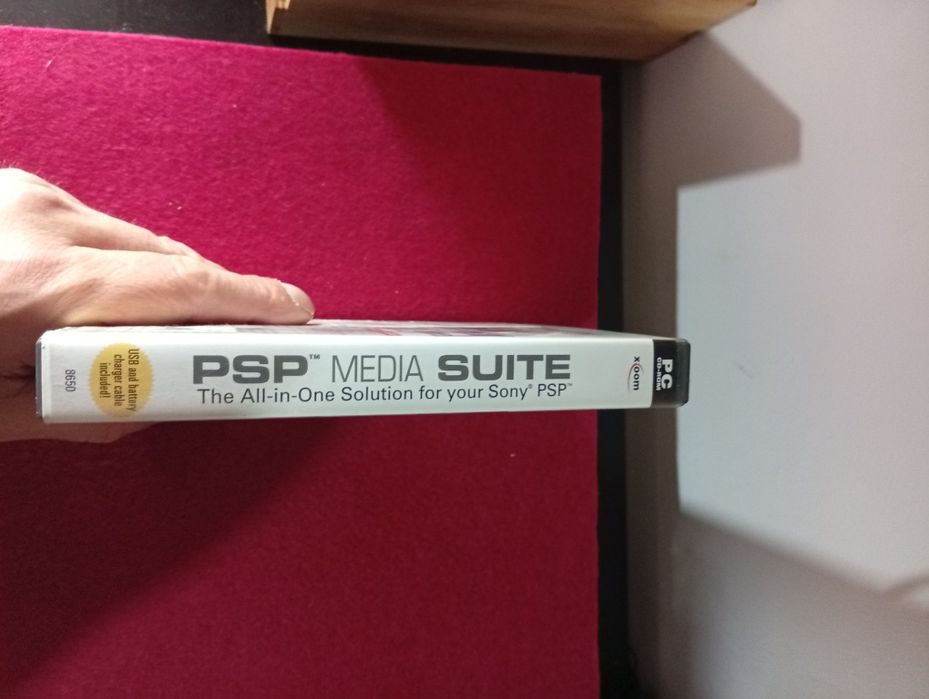 PSP™ MEDIA SUITE
The All-in-One Solution for your Sony® PSP™
USB and battery
charger cable
included!
8650
xoom
PC
CD-ROM